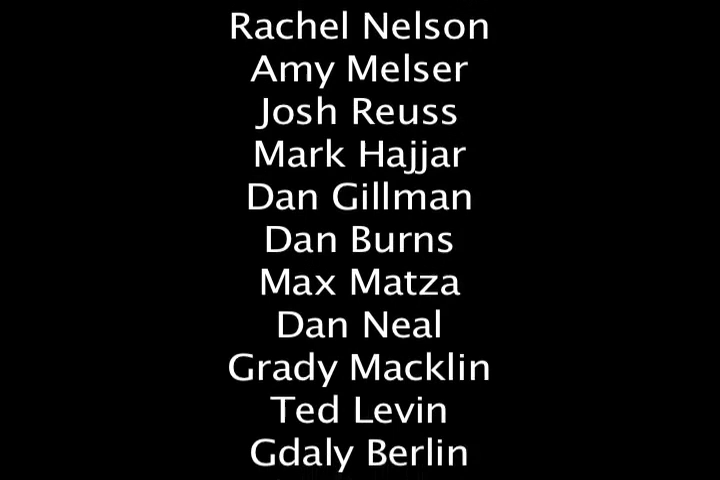 Rachel Nelson
Amy Melser
Josh Reuss
Mark Hajjar
Dan Gillman
Dan Burns
Max Matza
Dan Neal
Grady Macklin
Ted Levin
Gdaly Berlin